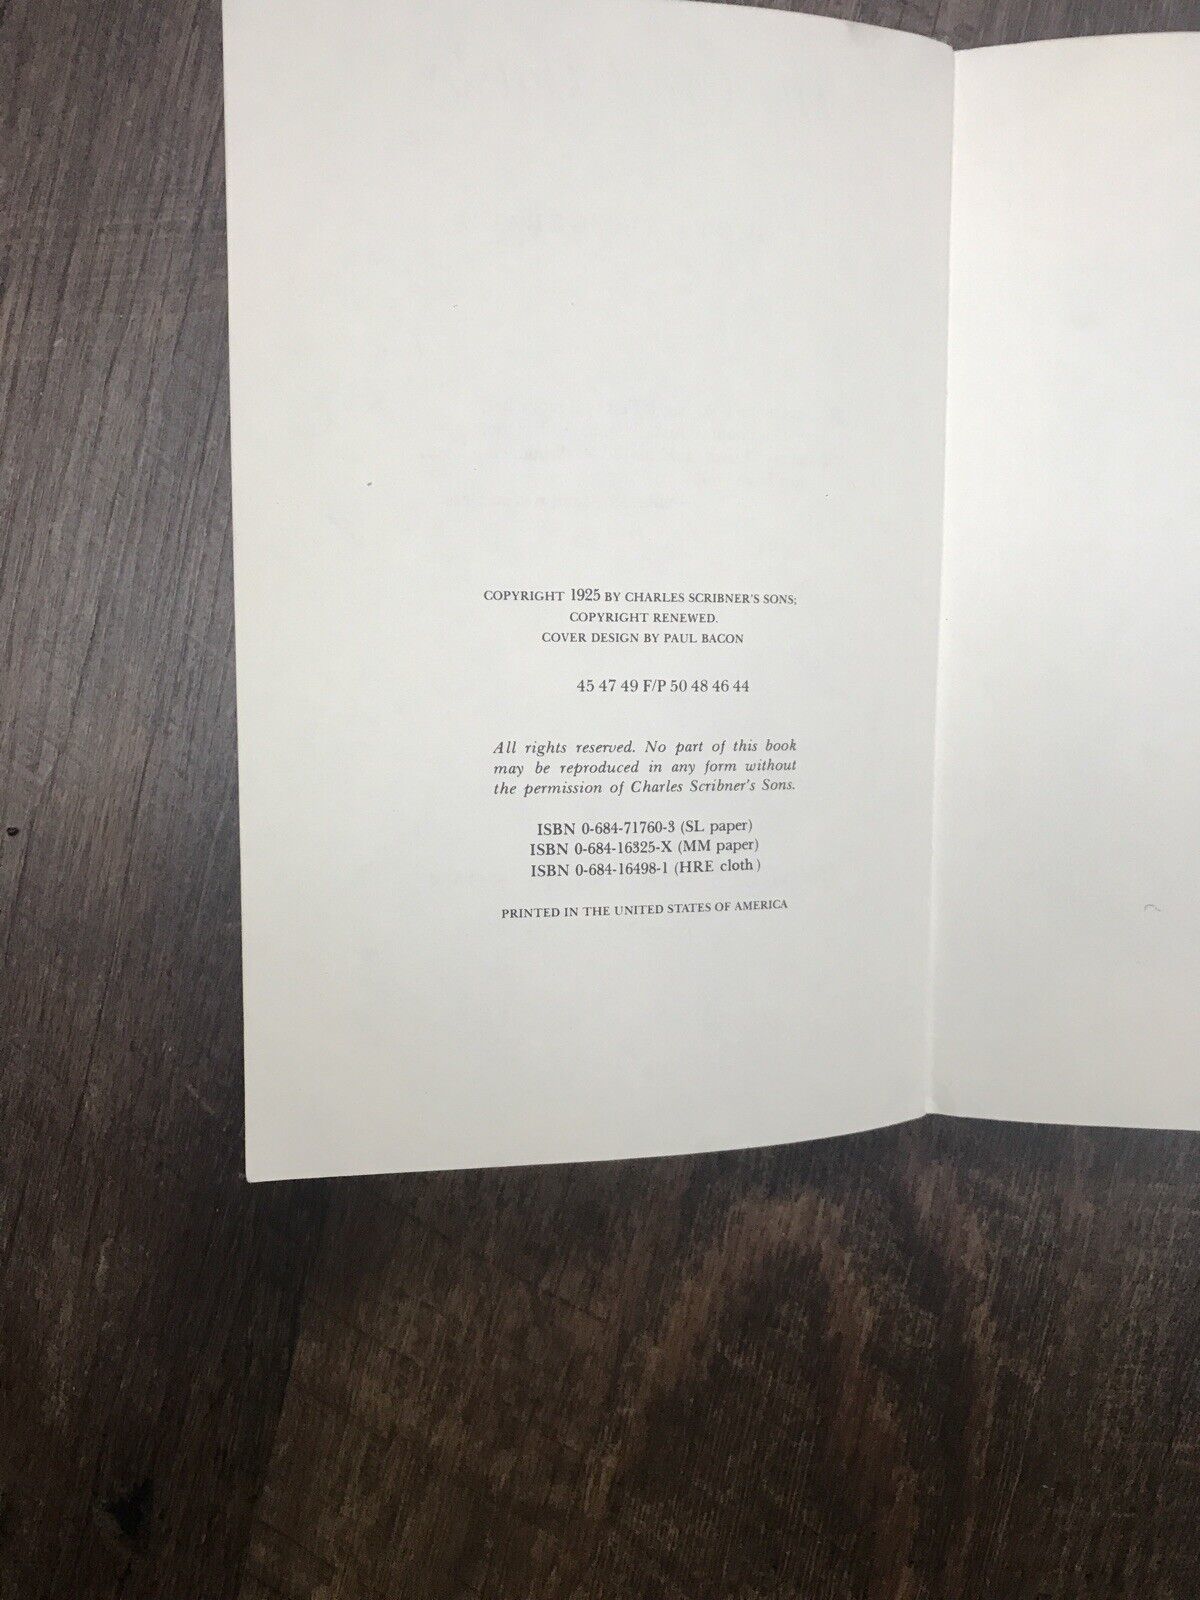 COPYRIGHT 1925 BY CHARLES SCRIBNER'S SONS;
COPYRIGHT RENEWED.
COVER DESIGN BY PAUL BACON
45 47 49 F/P 50 48 46 44
All rights reserved. No part of this book
may be reproduced in any form without
the permission of Charles Scribner's Sons.
ISBN 0-684-71760-3 (SL paper)
ISBN 0-684-16325-X (MM paper)
ISBN 0-684-16498-1 (HRE cloth)
PRINTED IN THE UNITED STATES OF AMERICA